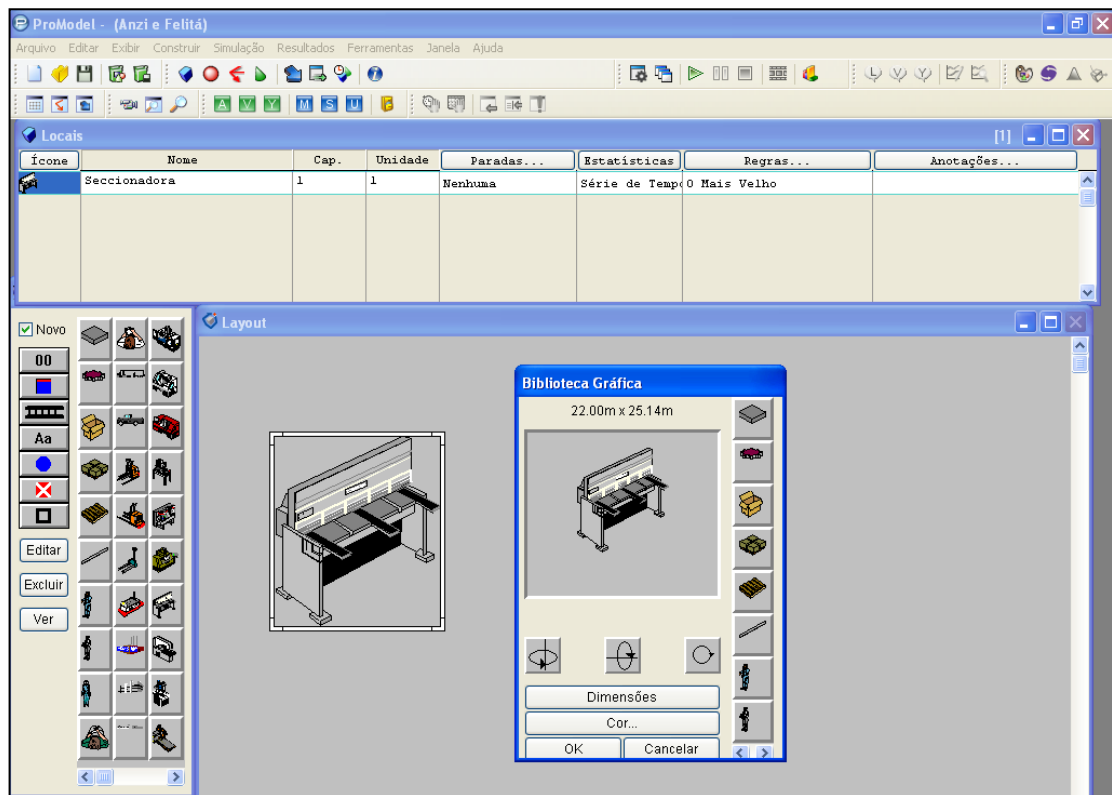 ProModel - (Anzi e Felitá)
Arquivo Editar Exibir Construir Simulação Resultados Ferramentas Janela Ajuda
L V V
A V Y M S U
Locais [1]
Ícone Nome Cap. Unidade Paradas... Estatísticas Regras... Anotações...
Seccionadora 1 1 Nenhuma Série de Tempo O Mais Velho
Novo
00
Aa
Editar
Excluir
Ver
Layout
Biblioteca Gráfica
22.00m x 25.14m
Dimensões
Cor...
OK Cancelar